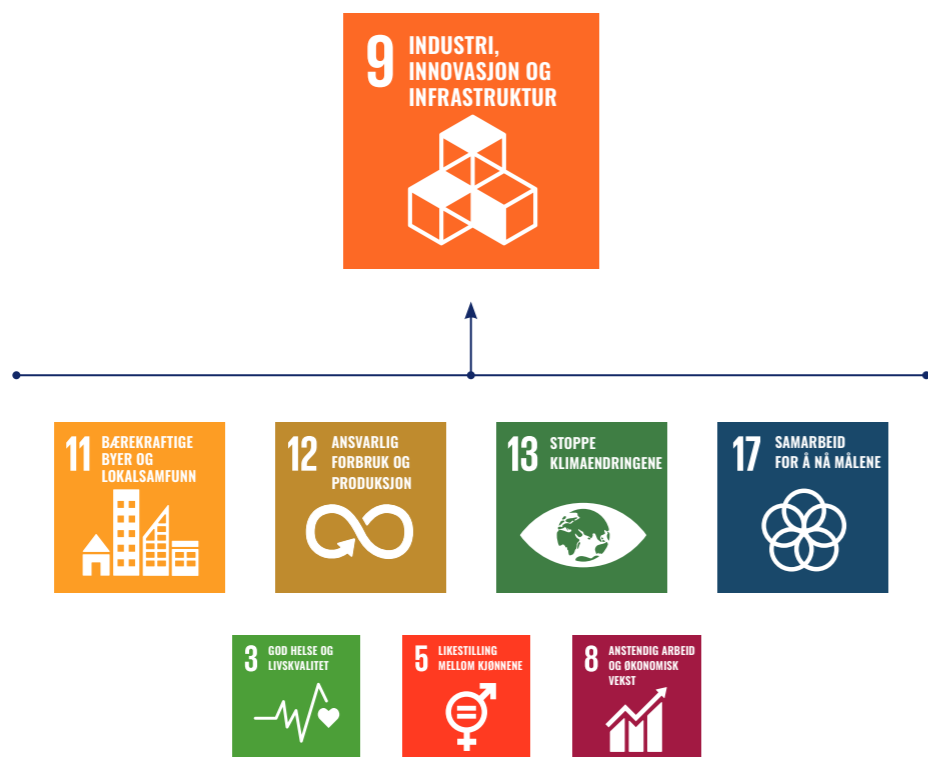 9 INDUSTRI,
INNOVASJON OG
INFRASTRUKTUR
11 BÆREKRAFTIGE
BYER OG
LOKALSAMFUNN
12 ANSVARLIG
FORBRUK OG
PRODUKSJON
13 STOPPE
KLIMAENDRINGENE
17 SAMARBEID
FOR Å NÅ MÅLENE
3 GOD HELSE OG
LIVSKVALITET
5 LIKESTILLING
MELLOM KJØNNENE
8 ANSTENDIG ARBEID
OG ØKONOMISK
VEKST